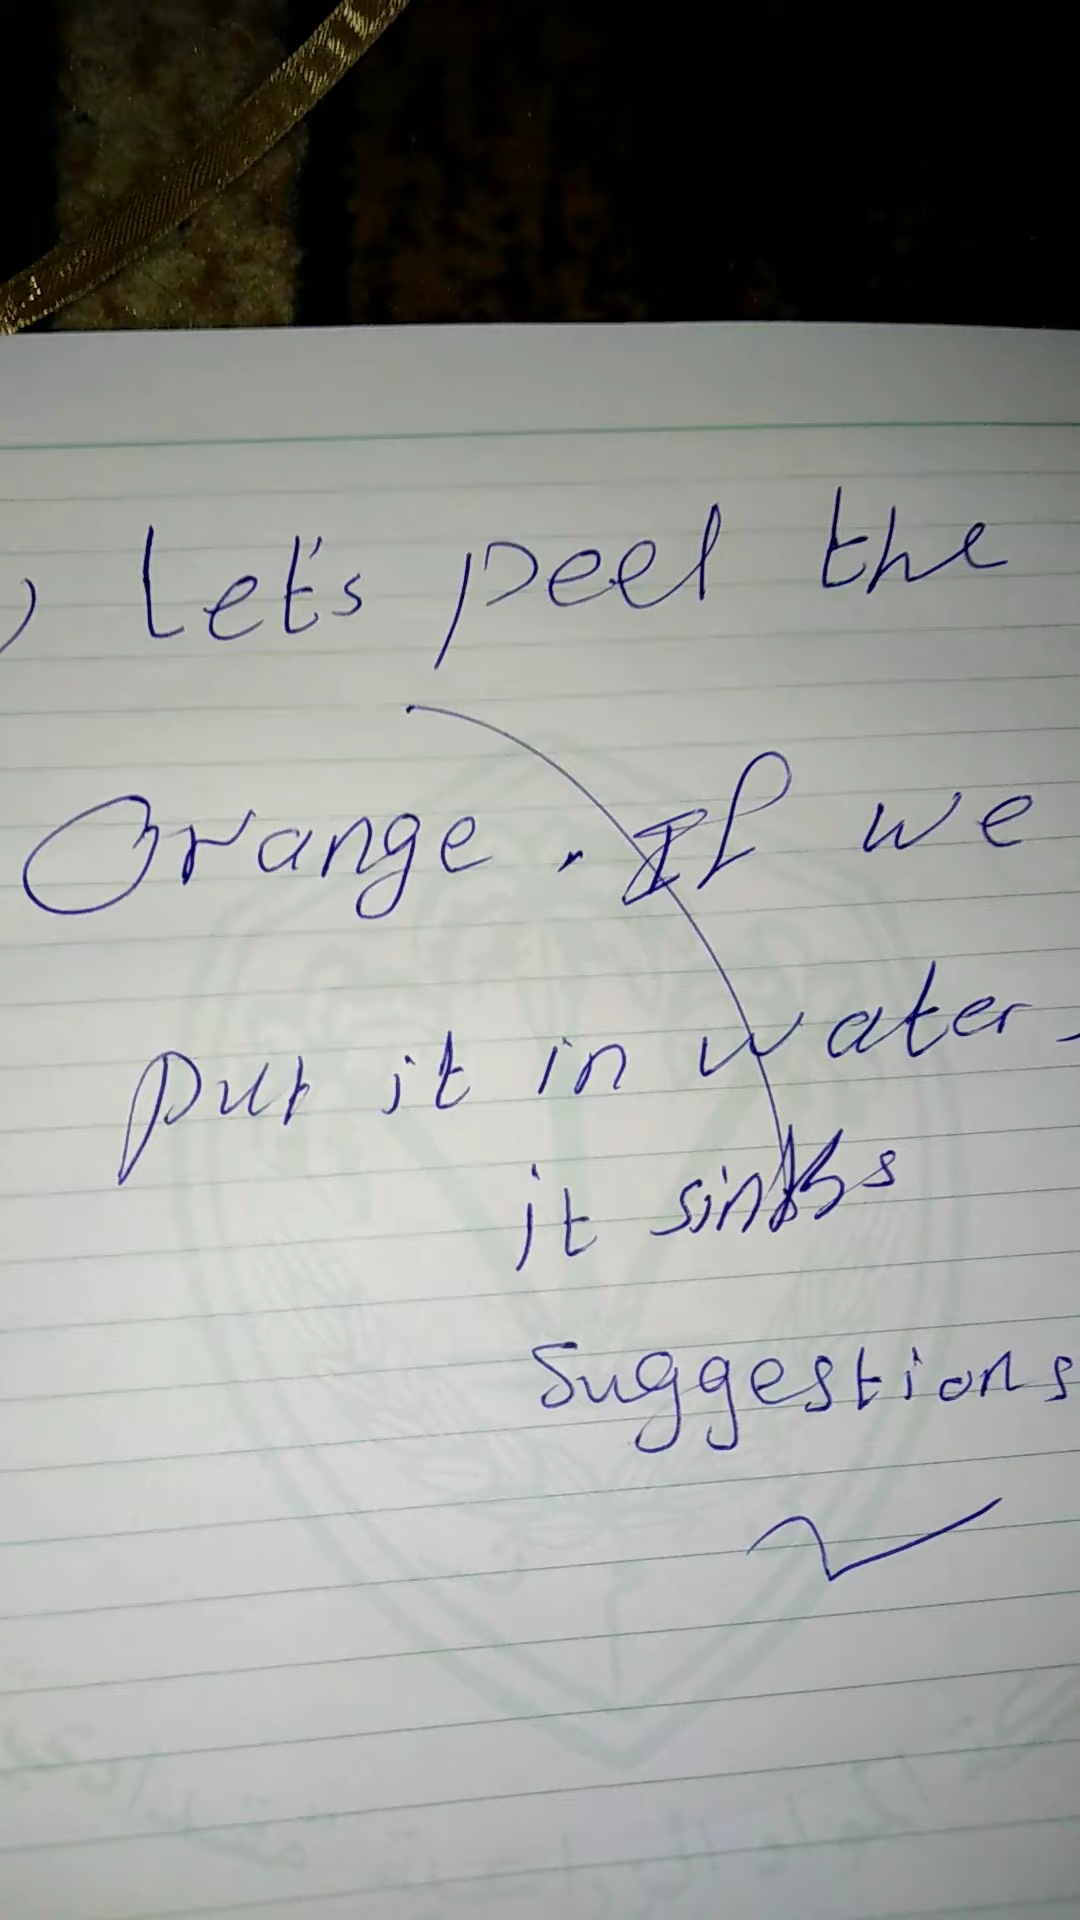 ) Let's peel the
Orange. If we
put it in water,
it sinks
Suggestions